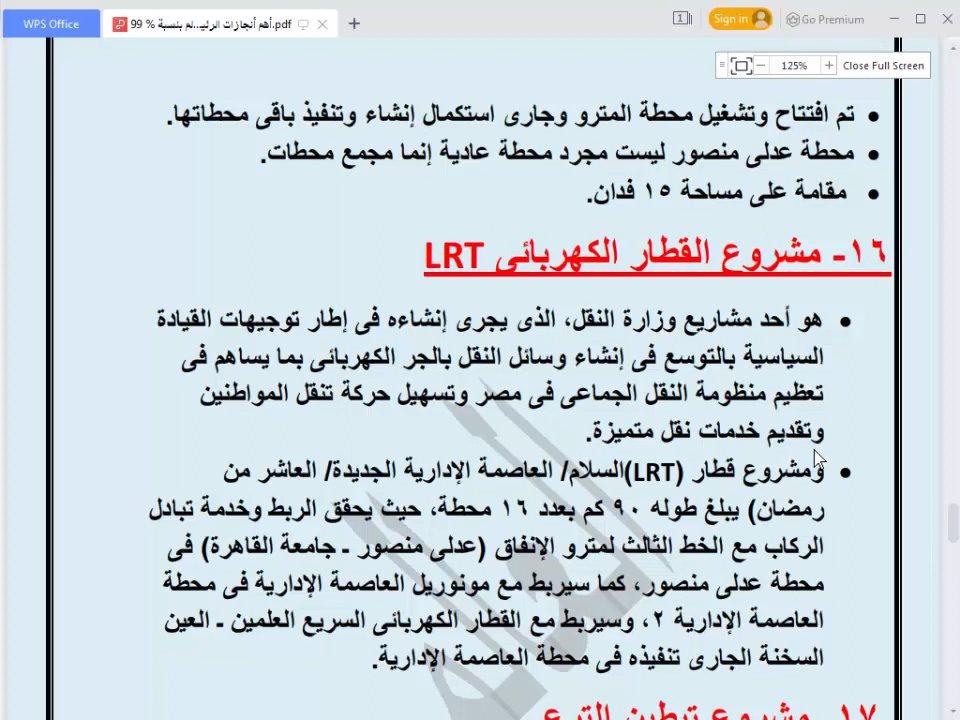 WPS Office
أهم أنجازات الرئيـ..لم بنسبة % 99.pdf
1
Sign in
Go Premium
125%
Close Full Screen
تم افتتاح وتشغيل محطة المترو وجارى استكمال إنشاء وتنفيذ باقى محطاتها.
محطة عدلى منصور ليست مجرد محطة عادية إنما مجمع محطات.
مقامة على مساحة ١٥ فدان.
١٦- مشروع القطار الكهربائى LRT
هو أحد مشاريع وزارة النقل، الذى يجرى إنشاءه فى إطار توجيهات القيادة
السياسية بالتوسع فى إنشاء وسائل النقل بالجر الكهربائى بما يساهم فى
تعظيم منظومة النقل الجماعى فى مصر وتسهيل حركة تنقل المواطنين
وتقديم خدمات نقل متميزة.
ومشروع قطار (LRT)السلام/ العاصمة الإدارية الجديدة/ العاشر من
رمضان) يبلغ طوله ٩٠ كم بعدد ١٦ محطة، حيث يحقق الربط وخدمة تبادل
الركاب مع الخط الثالث لمترو الإنفاق (عدلى منصور ـ جامعة القاهرة) فى
محطة عدلى منصور، كما سيربط مع مونوريل العاصمة الإدارية فى محطة
العاصمة الإدارية ٢، وسيربط مع القطار الكهربائى السريع العلمين ـ العين
السخنة الجارى تنفيذه فى محطة العاصمة الإدارية.
١٧- مشروع تبطين الترع